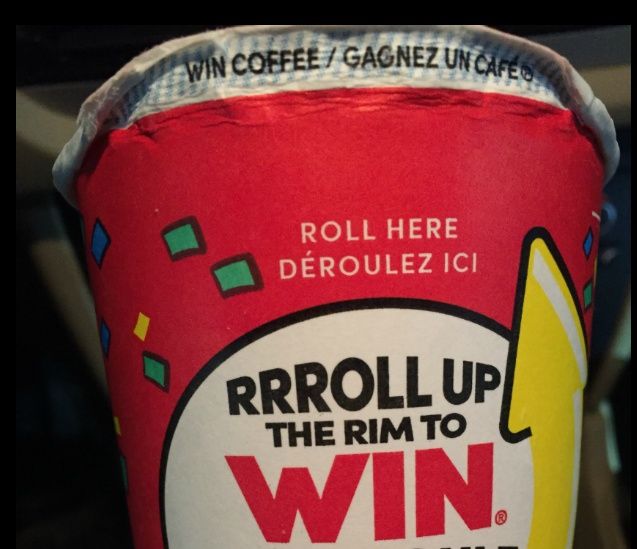 WIN COFFEE / GAGNEZ UN CAFÉ®
ROLL HERE
DÉROULEZ ICI
RRROLL UP
THE RIM TO
WIN®